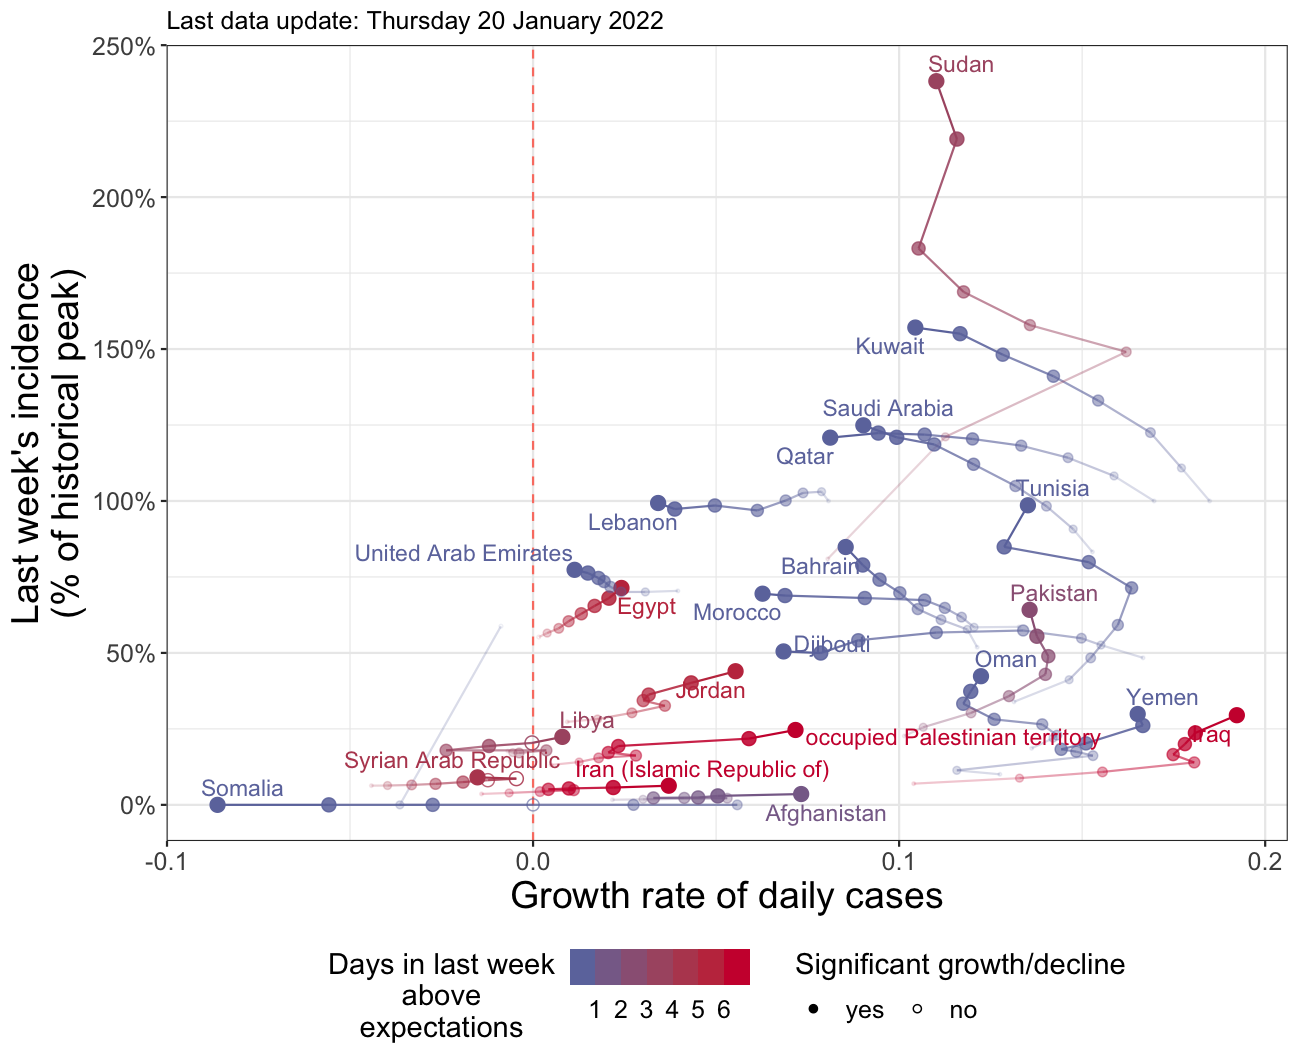 Last data update: Thursday 20 January 2022
Last week's incidence
(% of historical peak)
250%
200%
150%
100%
50%
0%
Sudan
Kuwait
Saudi Arabia
Qatar
Tunisia
Lebanon
United Arab Emirates
Bahrain
Egypt
Morocco
Pakistan
Djibouti
Oman
Jordan
Yemen
Libya
occupied Palestinian territory
Iraq
Syrian Arab Republic
Iran (Islamic Republic of)
Somalia
Afghanistan
-0.1 0.0 0.1 0.2
Growth rate of daily cases
Days in last week
above
expectations
1 2 3 4 5 6
Significant growth/decline
yes no